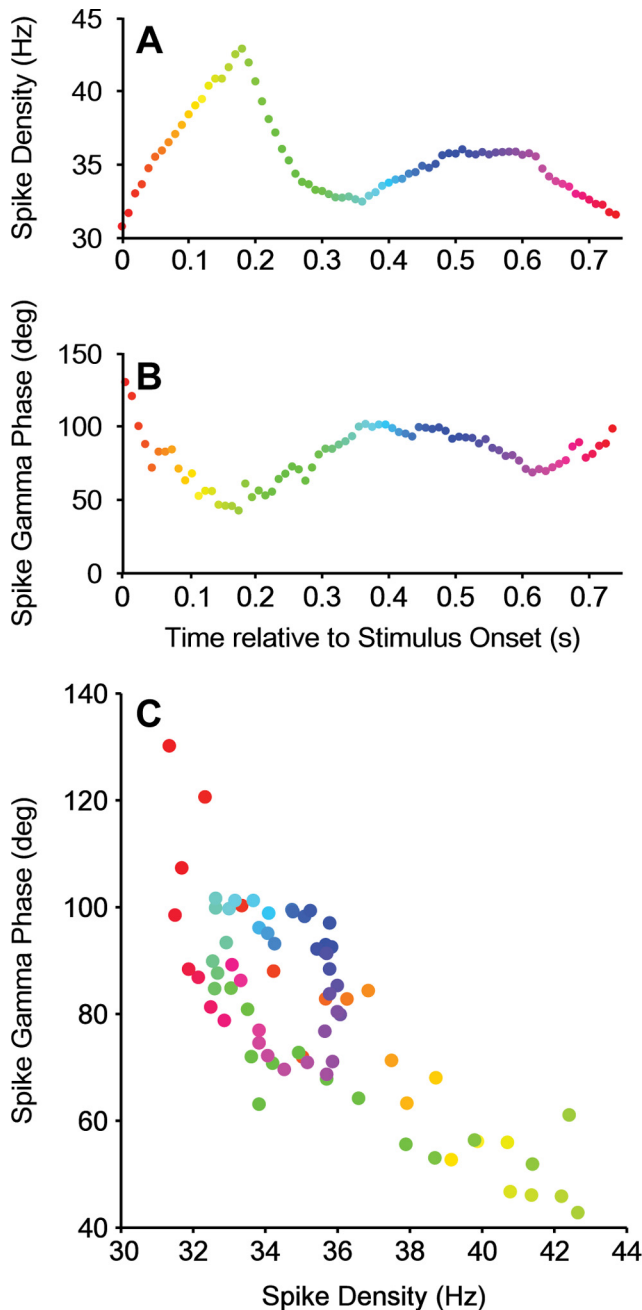 A
Spike Density (Hz)
45
40
35
30
0 0.1 0.2 0.3 0.4 0.5 0.6 0.7
B
Spike Gamma Phase (deg)
150
100
50
0
0 0.1 0.2 0.3 0.4 0.5 0.6 0.7
Time relative to Stimulus Onset (s)
C
Spike Gamma Phase (deg)
140
120
100
80
60
40
30 32 34 36 38 40 42 44
Spike Density (Hz)